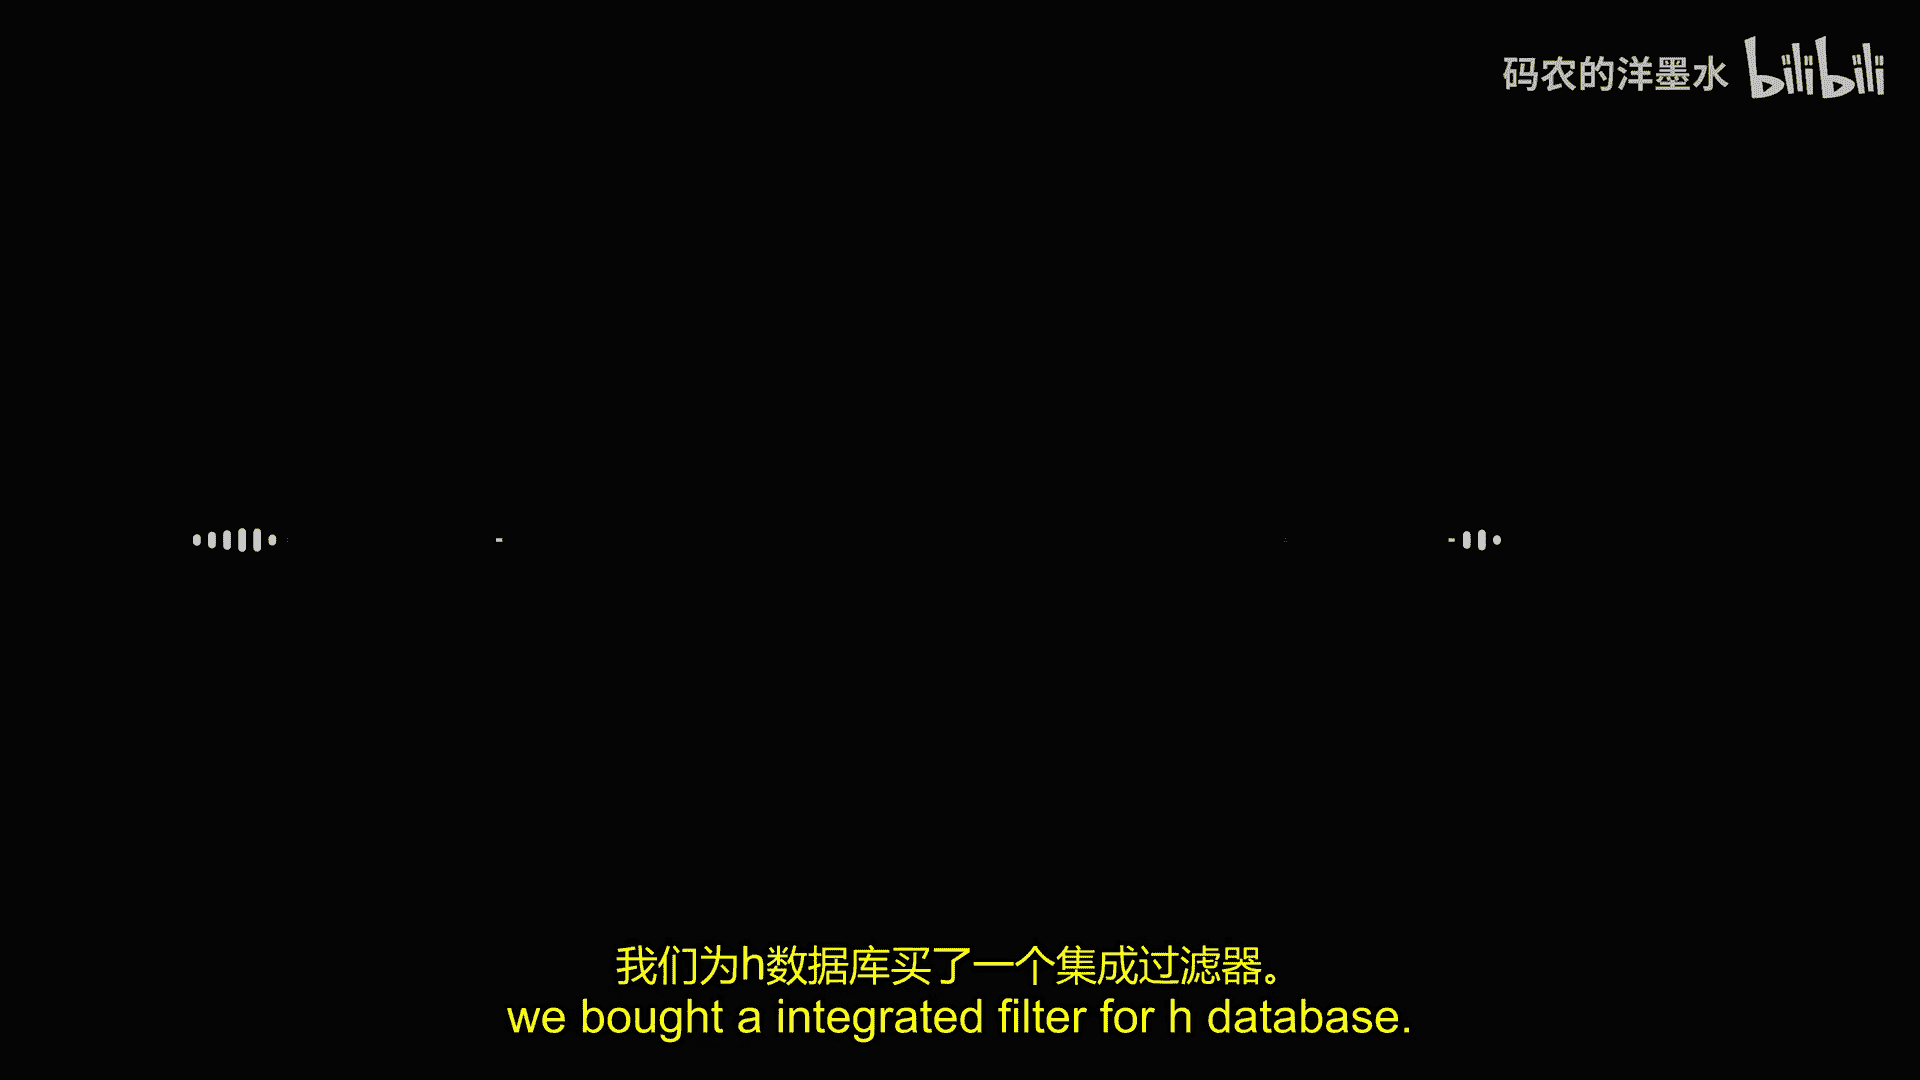 码农的洋墨水 bilibili
我们为h数据库买了一个集成过滤器。
we bought a integrated filter for h database.